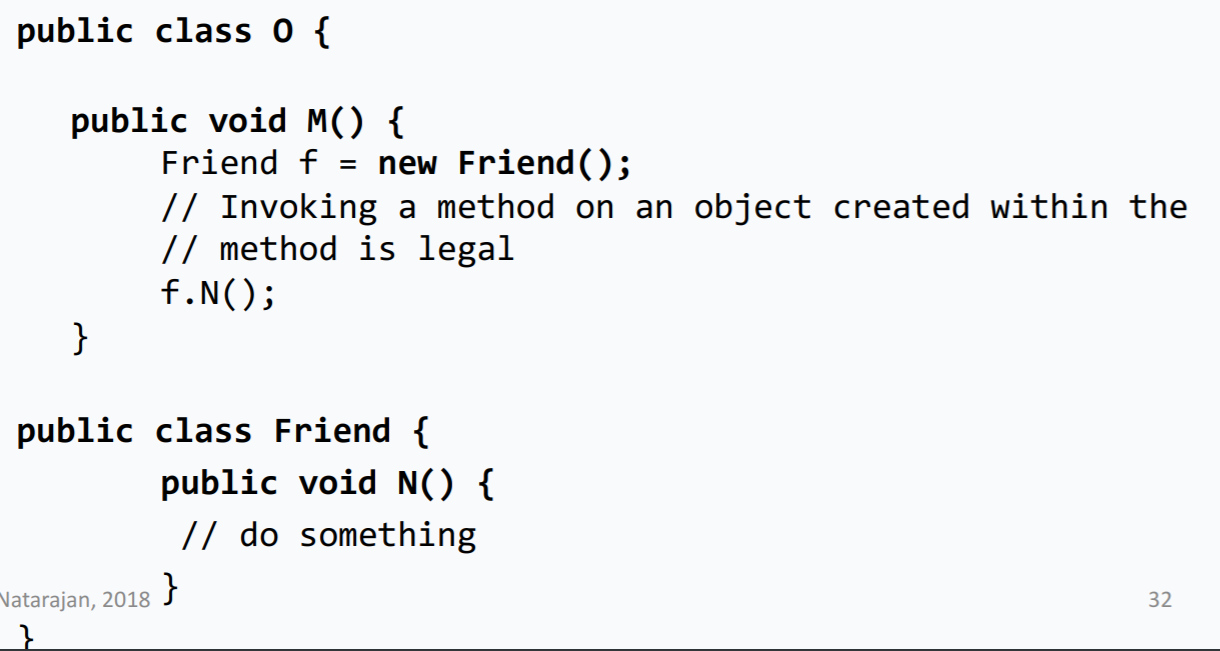 public class O {
public void M() {
Friend f = new Friend();
// Invoking a method on an object created within the
// method is legal
f.N();
}
public class Friend {
public void N() {
// do something
}
Natarajan, 2018
32
}